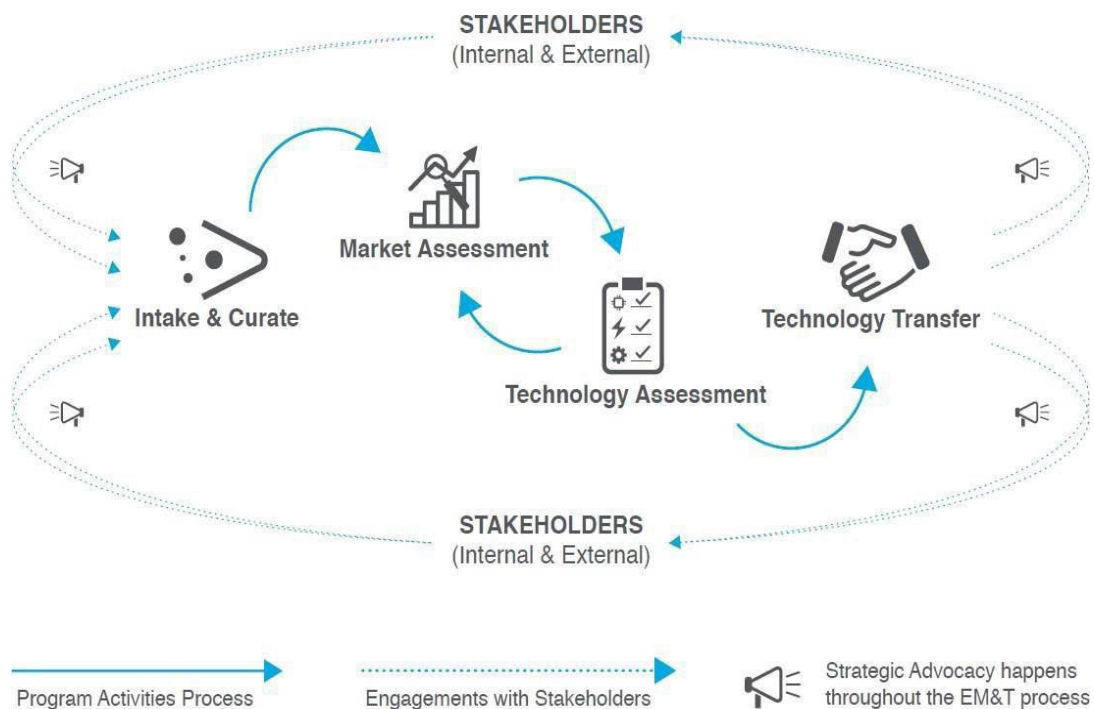 STAKEHOLDERS
(Internal & External)
Market Assessment
Intake & Curate
Technology Transfer
Technology Assessment
STAKEHOLDERS
(Internal & External)
Program Activities Process
Engagements with Stakeholders
Strategic Advocacy happens
throughout the EM&T process